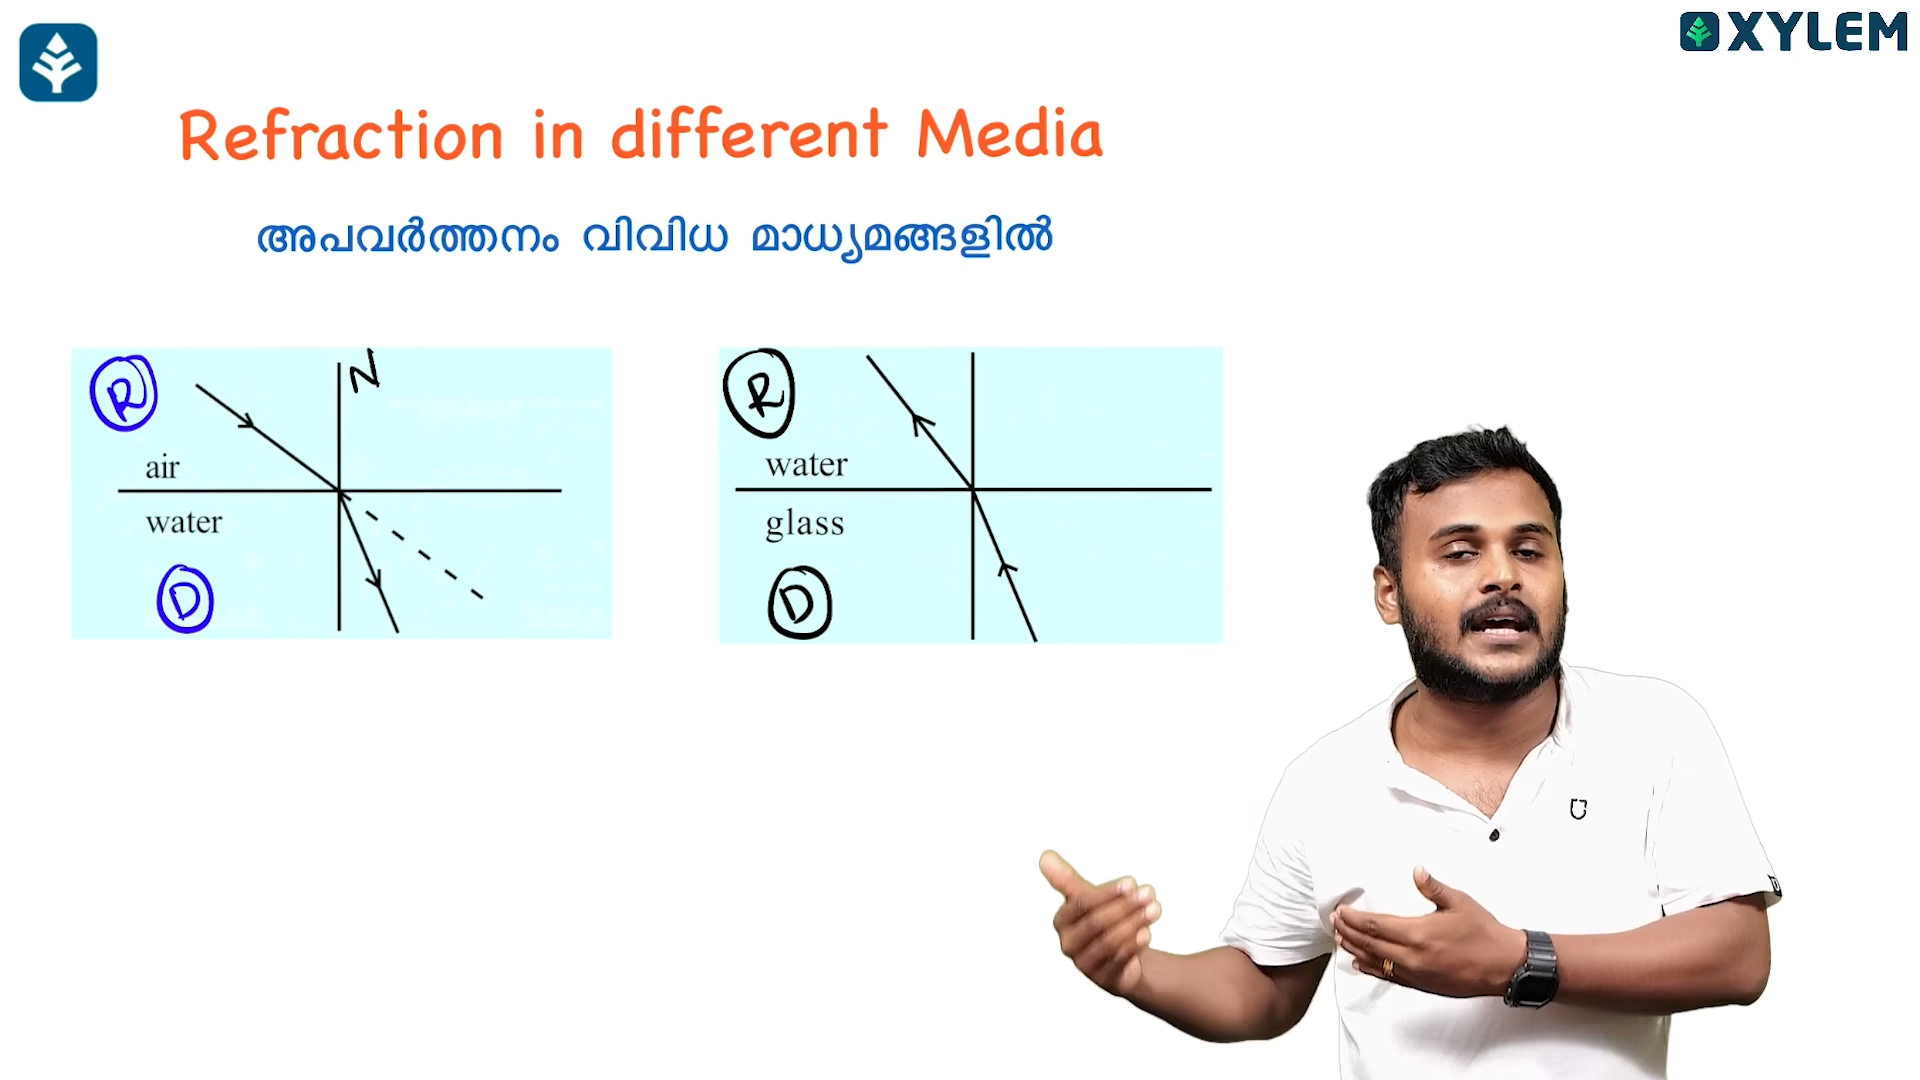 XYLEM
Refraction in different Media
അപവർത്തനം വിവിധ മാധ്യമങ്ങളിൽ
R
N
air
water
D
R
water
glass
D